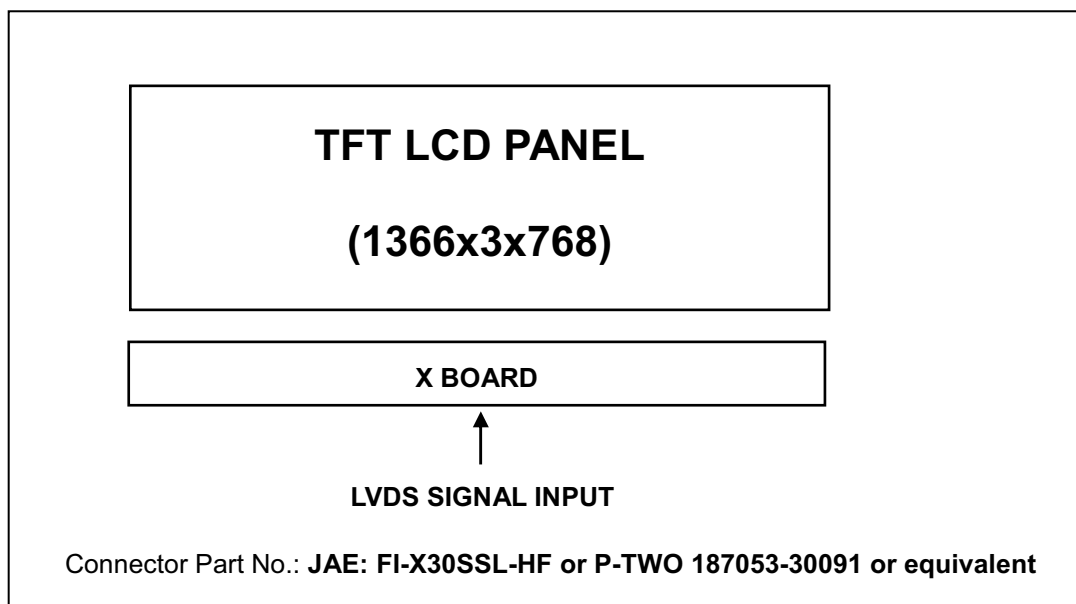 TFT LCD PANEL
(1366x3x768)
X BOARD
LVDS SIGNAL INPUT
Connector Part No.: JAE: FI-X30SSL-HF or P-TWO 187053-30091 or equivalent